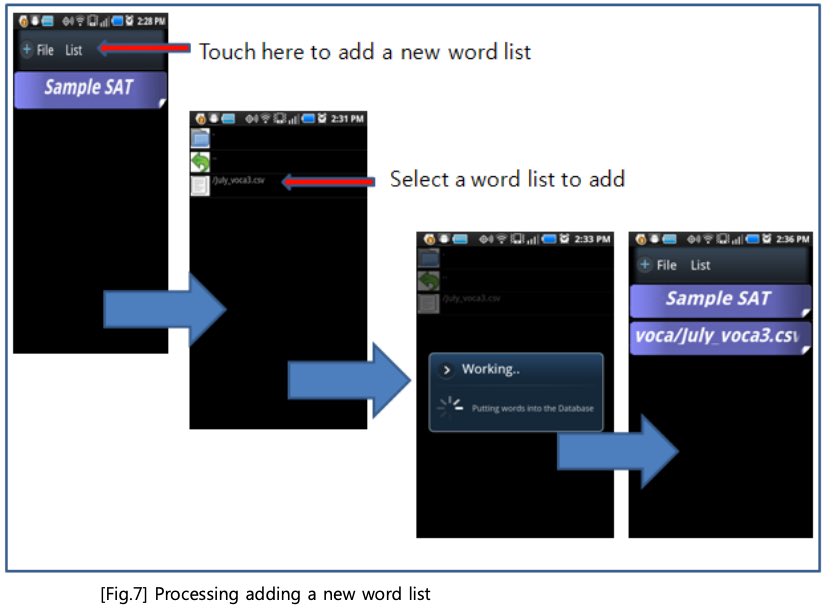 2:28 PM
File List
Touch here to add a new word list
Sample SAT
2:31 PM
.
..
/July_voca3.csv
Select a word list to add
2:33 PM
.
..
/July_voca3.csv
Working..
Putting words into the Database
2:36 PM
File List
Sample SAT
voca/July_voca3.csv
[Fig.7] Processing adding a new word list